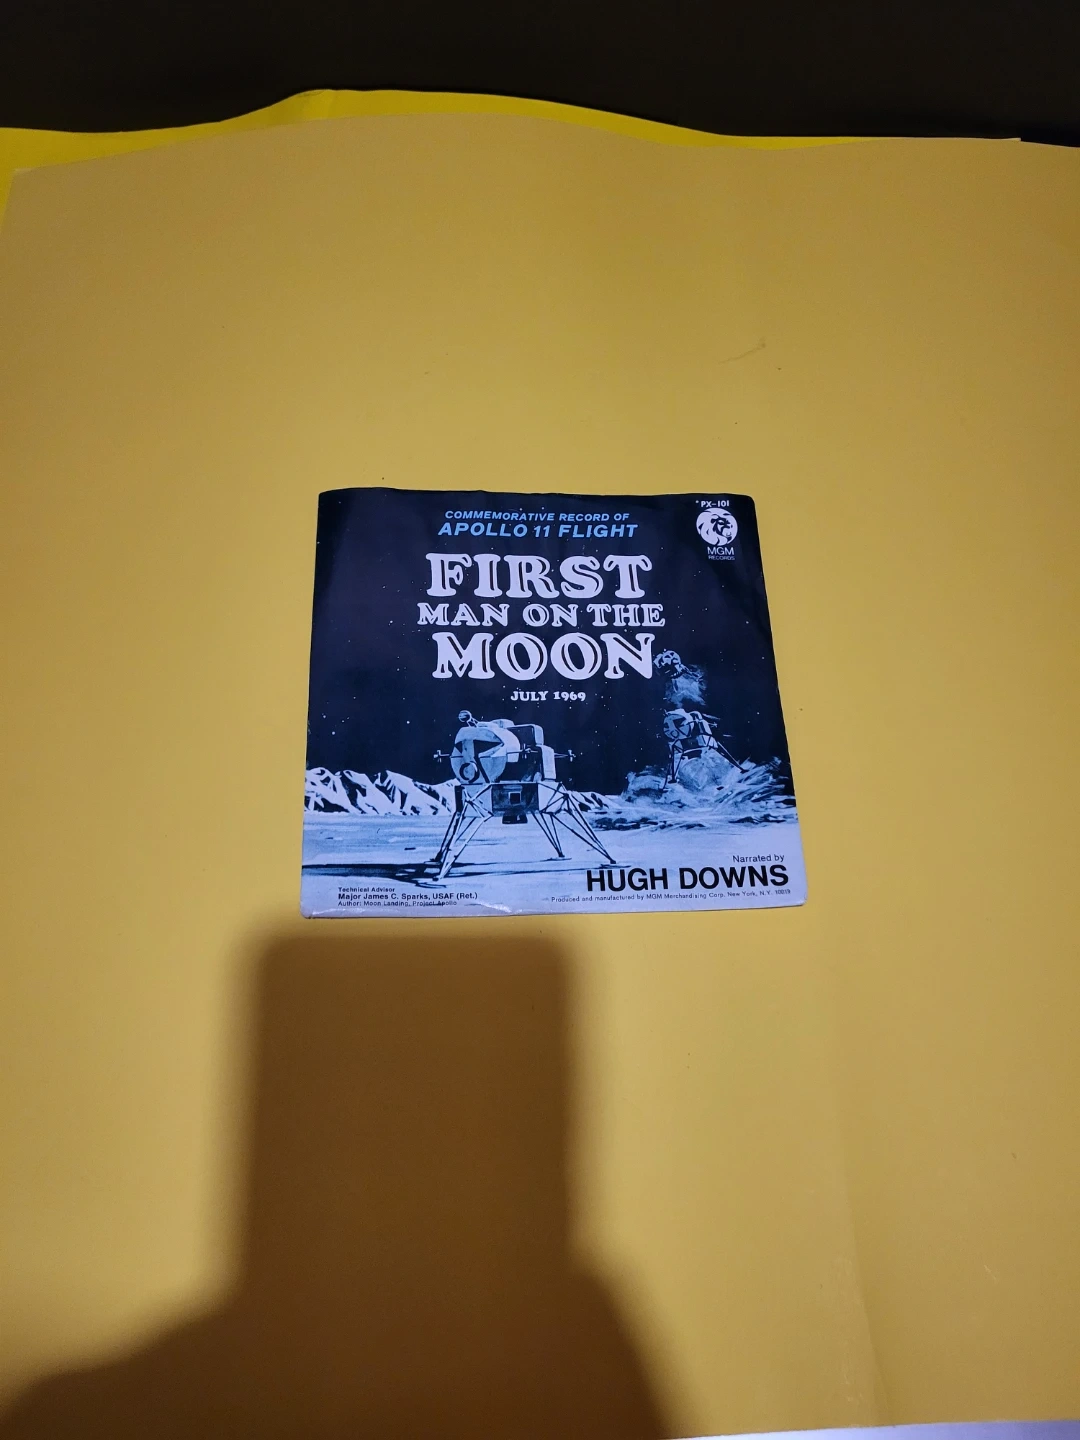 * PX-101
MGM
RECORDS
COMMEMORATIVE RECORD OF
APOLLO 11 FLIGHT
FIRST
MAN ON THE
MOON
JULY 1969
Narrated by
HUGH DOWNS
Produced and manufactured by MGM Merchandising Corp. New York, N.Y. 10019
Technical Advisor
Major James C. Sparks, USAF (Ret.)
Author: Moon Landing, Project Apollo